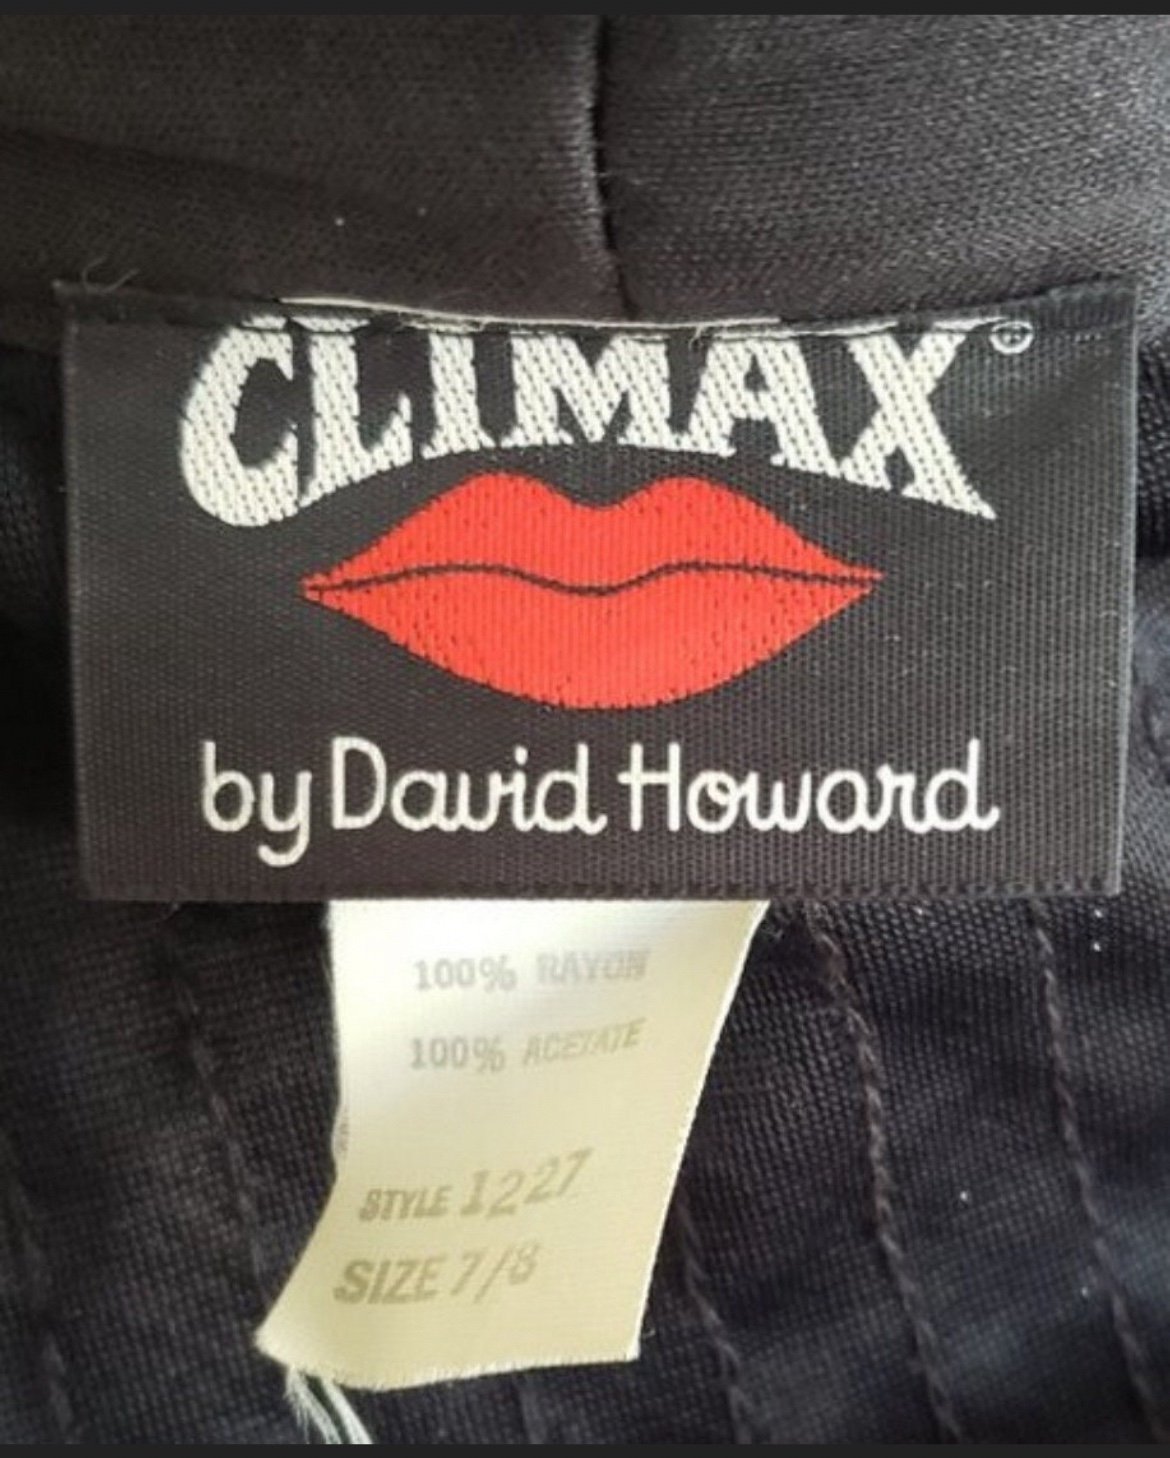 CLIMAX®
by David Howard
100% RAYON
100% ACETATE
STYLE 1227
SIZE 7/8